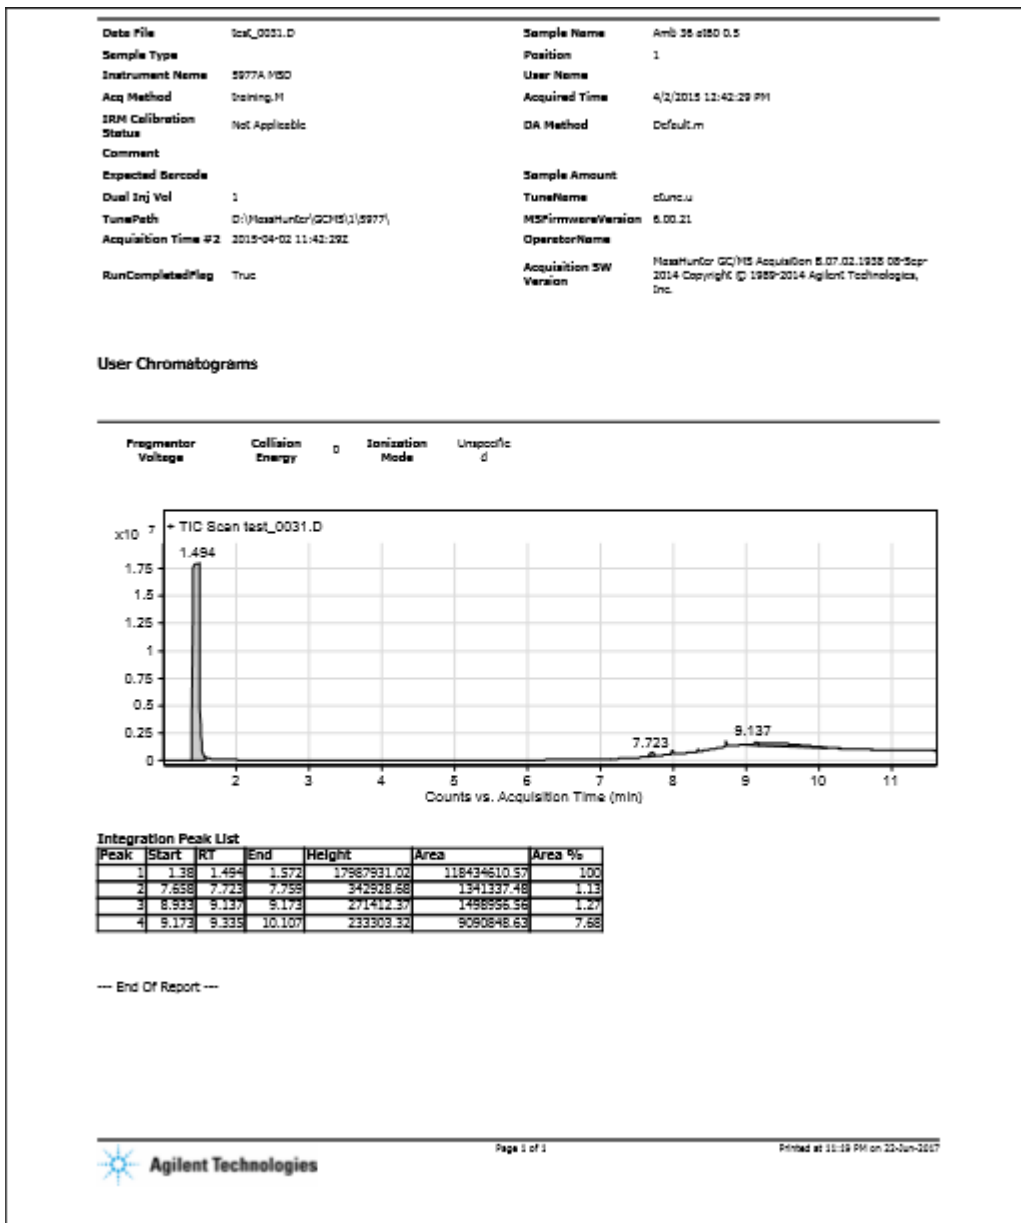 Data File test_0031.D Sample Name Amb 36 st80 0.5
Sample Type Position 1
Instrument Name 5977A MSD User Name
Acq Method training.M Acquired Time 4/2/2015 12:42:29 PM
IRM Calibration Status Not Applicable DA Method Default.m
Comment
Expected Barcode Sample Amount
Dual Inj Vol 1 TuneName
TunePath D:\MassHunter\GCMS\1\5977\ MSFirmwareVersion 6.00.21
Acquisition Time #2 2015-04-02 11:42:29Z OperatorName
RunCompletedFlag True Acquisition SW Version MassHunter GC/MS Acquisition B.07.02.1938 08-Sep-
2014 Copyright © 1989-2014 Agilent Technologies,
Inc.
User Chromatograms
Fragmentor Voltage Collision Energy 0 Ionization Mode Unspecifie
d
x10 7 + TIC Scan test_0031.D
1.494
1.75
1.5
1.25
1
0.75
0.5
0.25
0
7.723
9.137
2 3 4 5 6 7 8 9 10 11
Counts vs. Acquisition Time (min)
Integration Peak List
Peak Start RT End Height Area Area %
1 1.38 1.494 1.572 17987931.02 118434610.57 100
2 7.658 7.723 7.759 342928.68 1341337.48 1.13
3 8.933 9.137 9.173 271412.37 1498956.56 1.27
4 9.173 9.335 10.107 233303.32 9090848.63 7.68
--- End Of Report ---
Agilent Technologies
Page 1 of 1
Printed at 11:19 PM on 22-Jun-2017